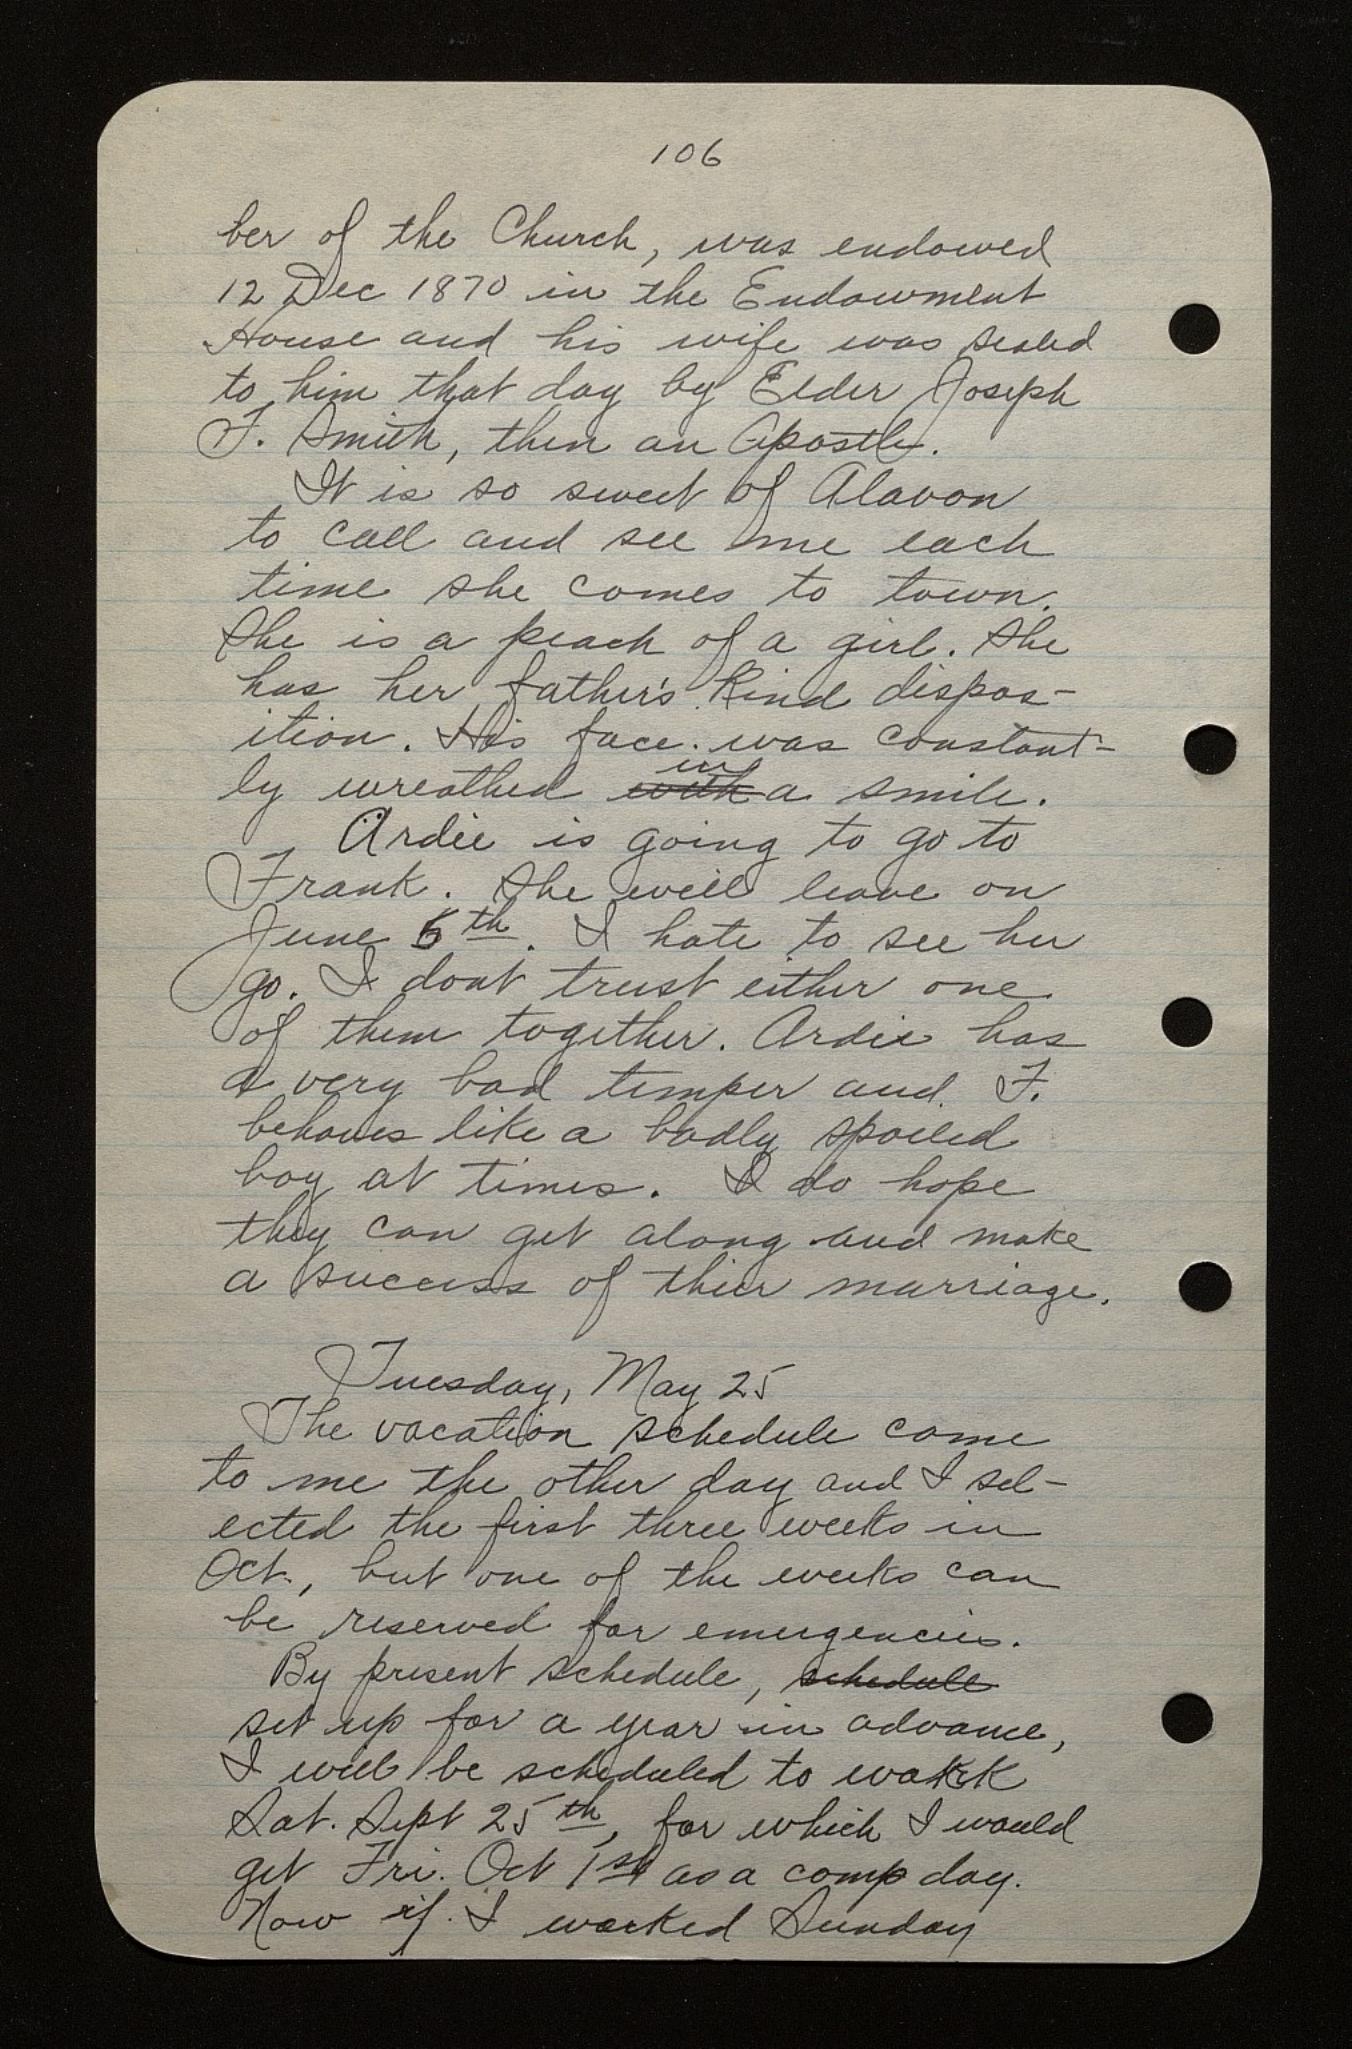 106
ber of the Church, was endowed
12 Dec 1870 in the Endowment
House and his wife was sealed
to him that day by Elder Joseph
F. Smith, then an Apostle.
It is so sweet of Alavon
to call and see me each
time she comes to town.
She is a peach of a girl. She
has her father's kind dispos-
ition. His face was constant-
ly wreathed ~~with~~ in a smile.
Ardie is going to go to
Frank. She will leave on
June 6th. I hate to see her
go. I dont trust either one
of them together. Ardie has
a very bad temper and F.
behaves like a badly spoiled
boy at times. I do hope
they can get along and make
a success of thier marriage.
Tuesday, May 25
The vacation schedule came
to me the other day and I sel-
ected the first three weeks in
Oct., but one of the weeks can
be reserved for emergencies.
By present schedule, ~~schedule~~
set up for a year in advance,
I will be scheduled to work
Sat. Sept 25th, for which I would
get Fri. Oct 1st as a comp day.
Now if I worked Sunday